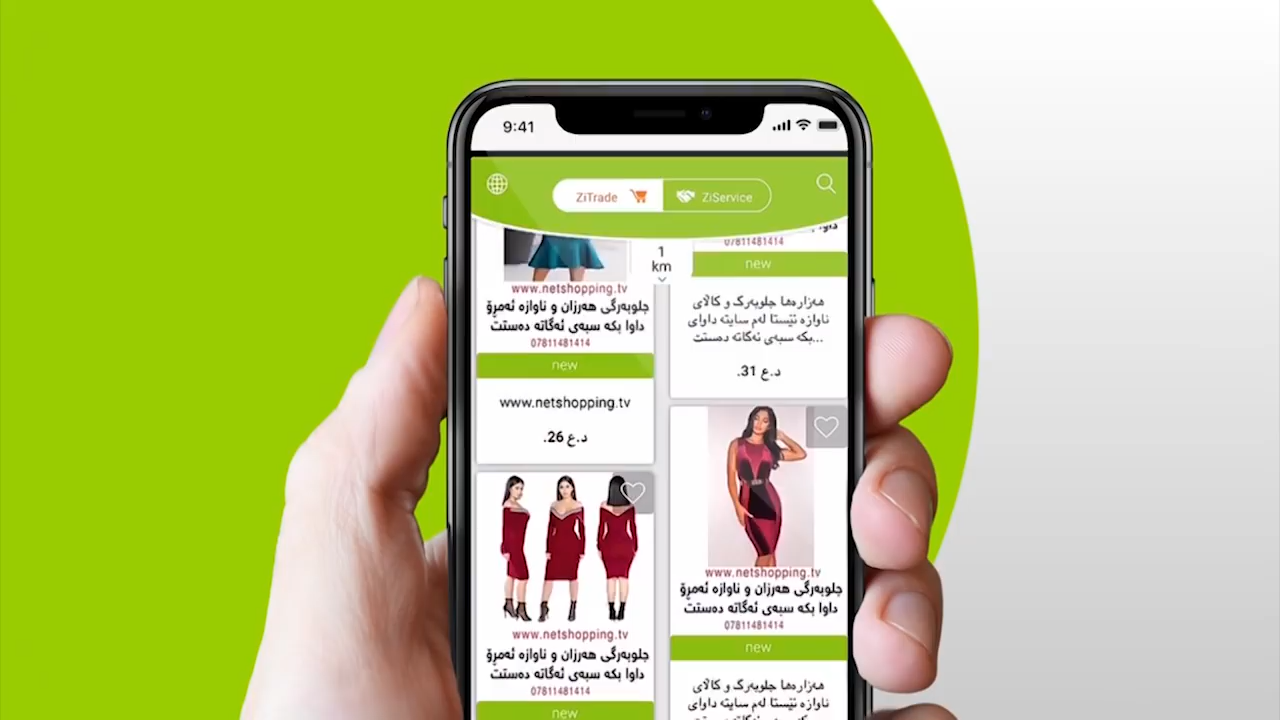 9:41
ZiTrade
ZiService
1
km
www.netshopping.tv
جلوبەرگی هەرزان و ناوازە ئەمڕۆ
داوا بکە سبەی ئەگاتە دەستت
07811481414
new
www.netshopping.tv
.26 د.ع
www.netshopping.tv
جلوبەرگی هەرزان و ناوازە ئەمڕۆ
داوا بکە سبەی ئەگاتە دەستت
07811481414
new
07811481414
new
هەزارەها جلوبەرگ و کاڵای
ناوازە ئێستا لەم سایتە داوای
بکە سبەی ئەگاتە دەستت...
.31 د.ع
www.netshopping.tv
جلوبەرگی هەرزان و ناوازە ئەمڕۆ
داوا بکە سبەی ئەگاتە دەستت
07811481414
new
هەزارەها جلوبەرگ و کاڵای
ناوازە ئێستا لەم سایتە داوای